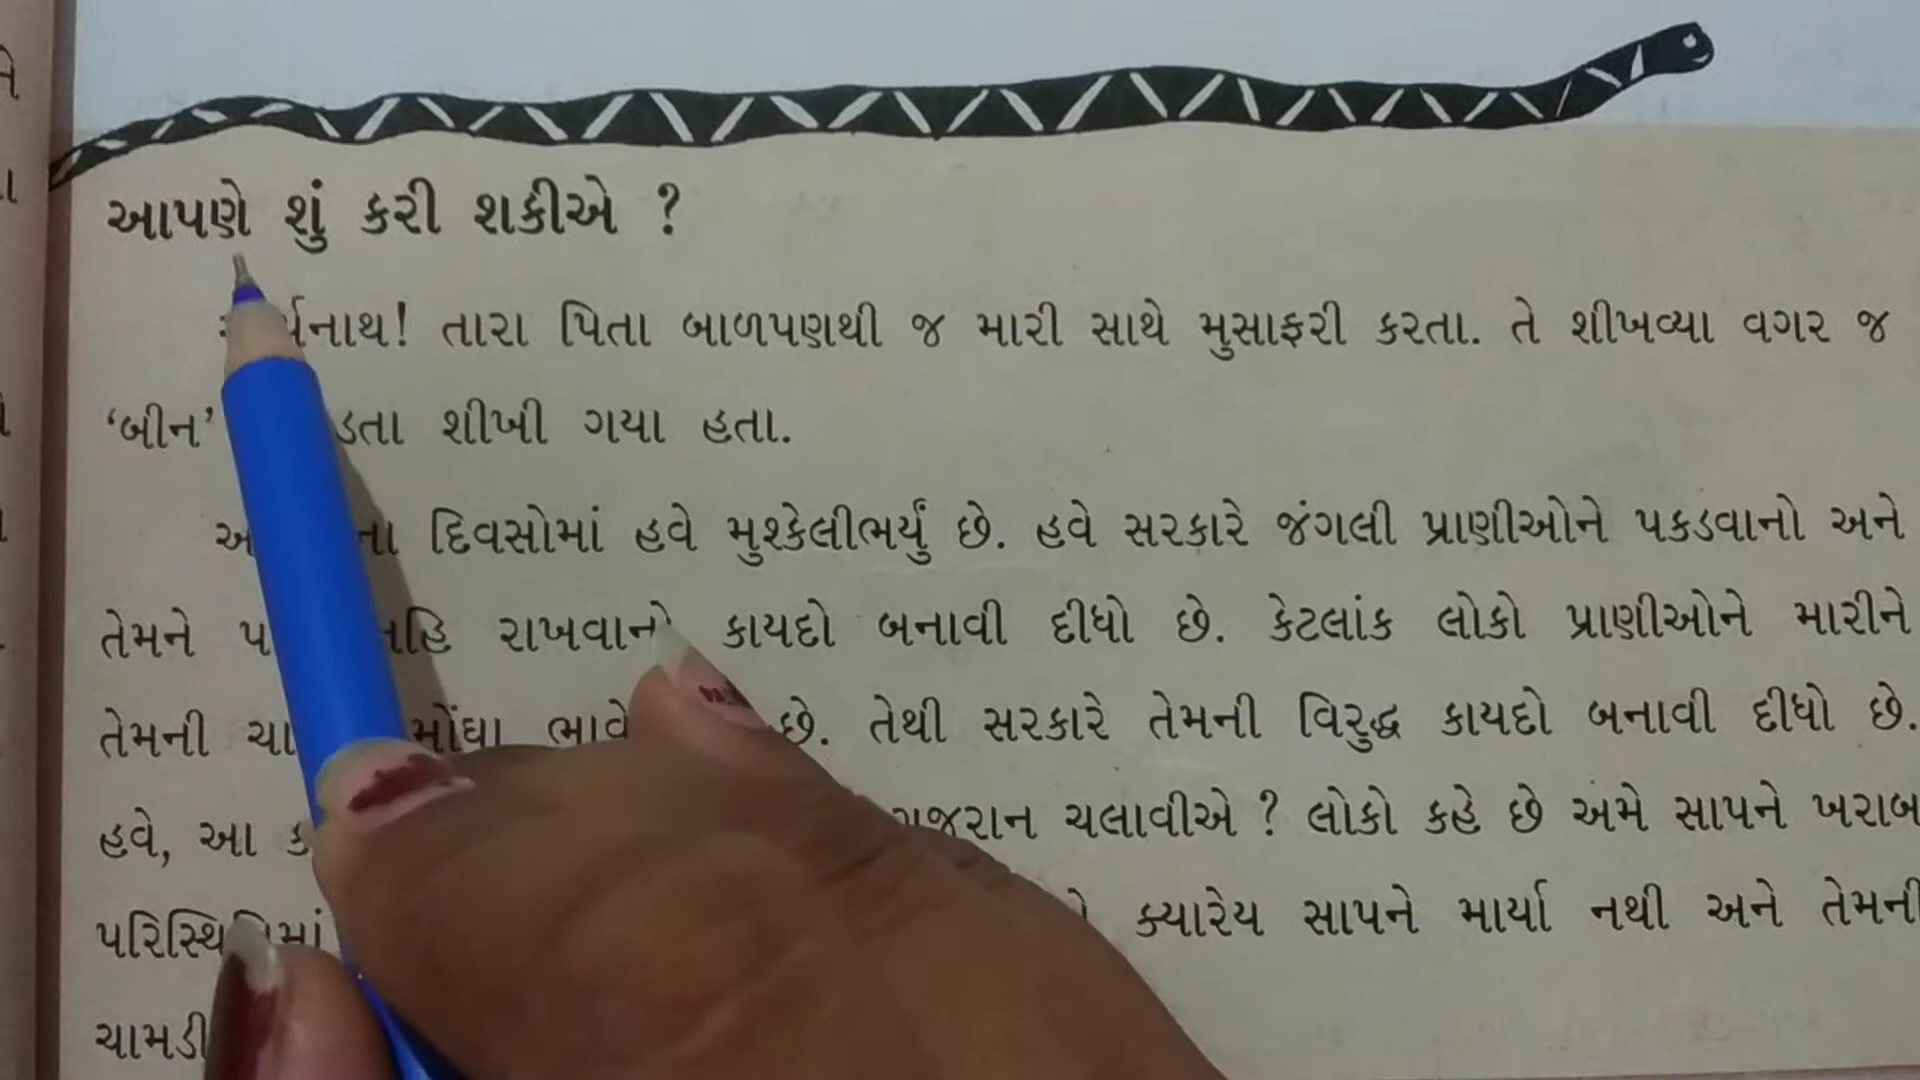 આપણે શું કરી શકીએ ?
તારા પિતા બાળપણથી જ મારી સાથે મુસાફરી કરતા. તે શીખવ્યા વગર જ
‘બીન’ શીખી ગયા હતા.
દિવસોમાં હવે મુશ્કેલીભર્યું છે. હવે સરકારે જંગલી પ્રાણીઓને પકડવાનો અને
તેમને રાખવાનો કાયદો બનાવી દીધો છે. કેટલાંક લોકો પ્રાણીઓને મારીને
તેમની મોંઘા ભાવે છે. તેથી સરકારે તેમની વિરુદ્ધ કાયદો બનાવી દીધો છે.
હવે, આ ગુજરાન ચલાવીએ ? લોકો કહે છે અમે સાપને ખરાબ
પરિસ્થિતિમાં ક્યારેય સાપને માર્યા નથી અને તેમની
ચામડી